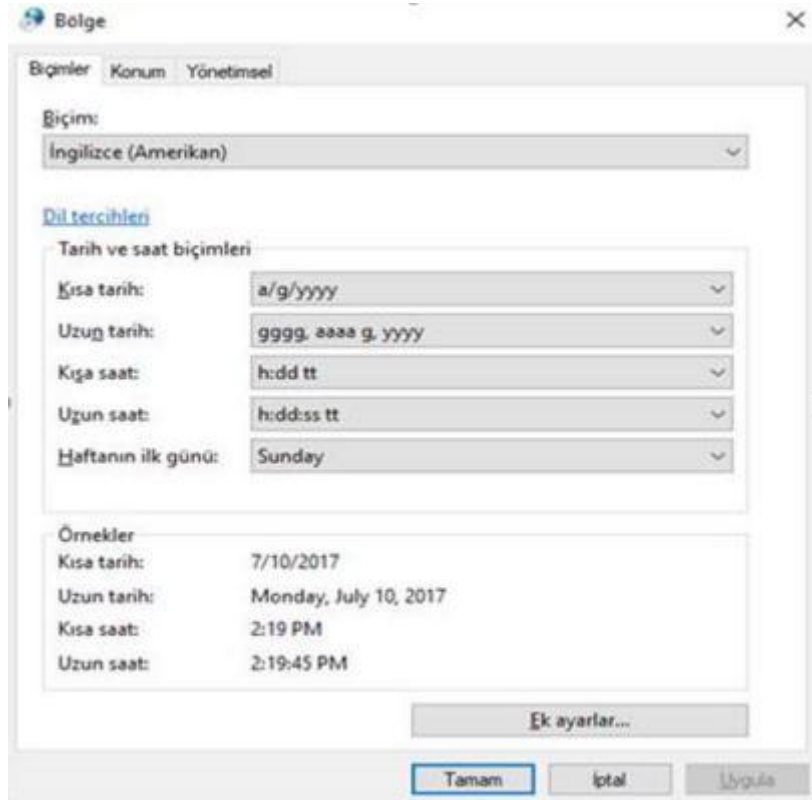 Bölge
Biçimler Konum Yönetimsel
Biçim:
İngilizce (Amerikan)
Dil tercihleri
Tarih ve saat biçimleri
Kısa tarih: a/g/yyyy
Uzun tarih: gggg, aaaa g, yyyy
Kısa saat: h:dd tt
Uzun saat: h:dd:ss tt
Haftanın ilk günü: Sunday
Örnekler
Kısa tarih: 7/10/2017
Uzun tarih: Monday, July 10, 2017
Kısa saat: 2:19 PM
Uzun saat: 2:19:45 PM
Ek ayarlar...
Tamam İptal Uygula